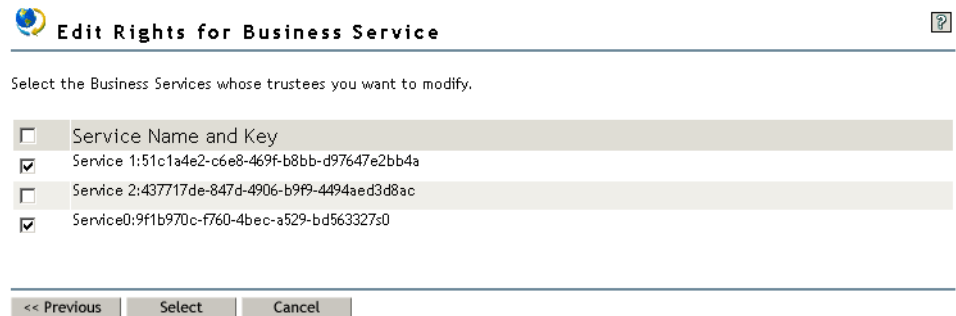 Edit Rights for Business Service
?
Select the Business Services whose trustees you want to modify.
Service Name and Key
Service 1:51c1a4e2-c6e8-469f-b8bb-d97647e2bb4a
Service 2:437717de-847d-4906-b9f9-4494aed3d8ac
Service0:9f1b970c-f760-4bec-a529-bd563327s0
<< Previous Select Cancel